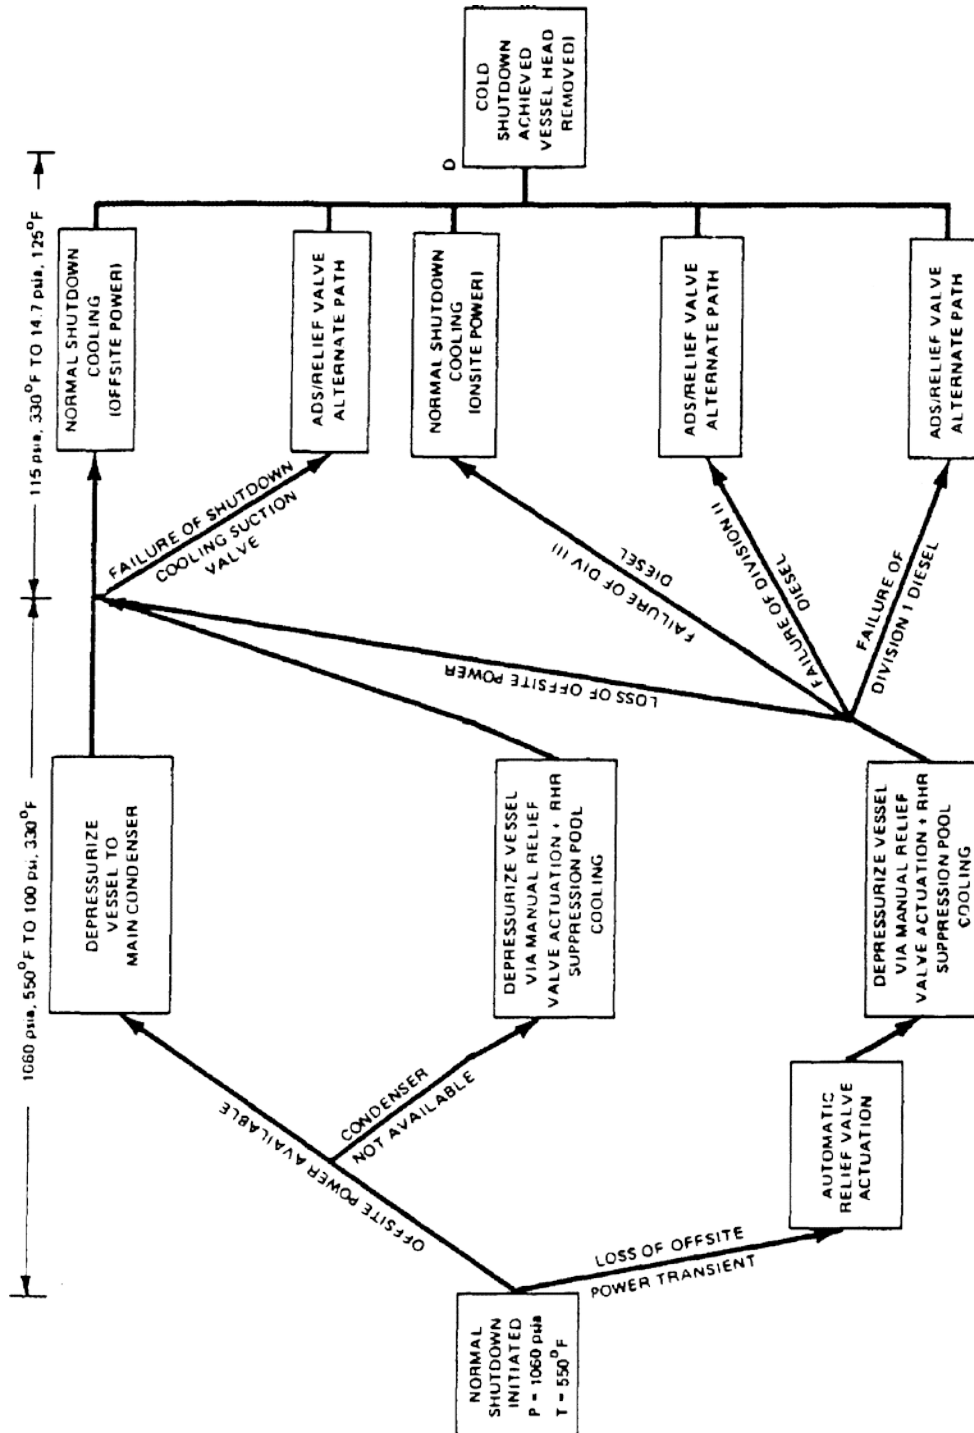 1060 psia, 550°F TO 100 psi, 330°F
115 psia, 330°F TO 14.7 psia, 125°F
NORMAL
SHUTDOWN
INITIATED
P = 1060 psia
T = 550°F
OFFSITE POWER AVAILABLE
CONDENSER
NOT AVAILABLE
LOSS OF OFFSITE
POWER TRANSIENT
AUTOMATIC
RELIEF VALVE
ACTUATION
DEPRESSURIZE
VESSEL TO
MAIN CONDENSER
DEPRESSURIZE VESSEL
VIA MANUAL RELIEF
VALVE ACTUATION + RHR
SUPPRESSION POOL
COOLING
DEPRESSURIZE VESSEL
VIA MANUAL RELIEF
VALVE ACTUATION + RHR
SUPPRESSION POOL
COOLING
LOSS OF OFFSITE POWER
FAILURE OF SHUTDOWN
COOLING SUCTION
VALVE
FAILURE OF DIV III
DIESEL
FAILURE OF DIVISION II
DIESEL
FAILURE OF
DIVISION 1 DIESEL
NORMAL SHUTDOWN
COOLING
(OFFSITE POWER)
ADS/RELIEF VALVE
ALTERNATE PATH
NORMAL SHUTDOWN
COOLING
(ONSITE POWER)
ADS/RELIEF VALVE
ALTERNATE PATH
ADS/RELIEF VALVE
ALTERNATE PATH
D
COLD
SHUTDOWN
ACHIEVED
VESSEL HEAD
REMOVED)